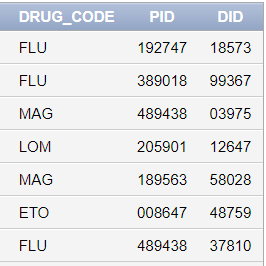 DRUG_CODE PID DID
FLU 192747 18573
FLU 389018 99367
MAG 489438 03975
LOM 205901 12647
MAG 189563 58028
ETO 008647 48759
FLU 489438 37810